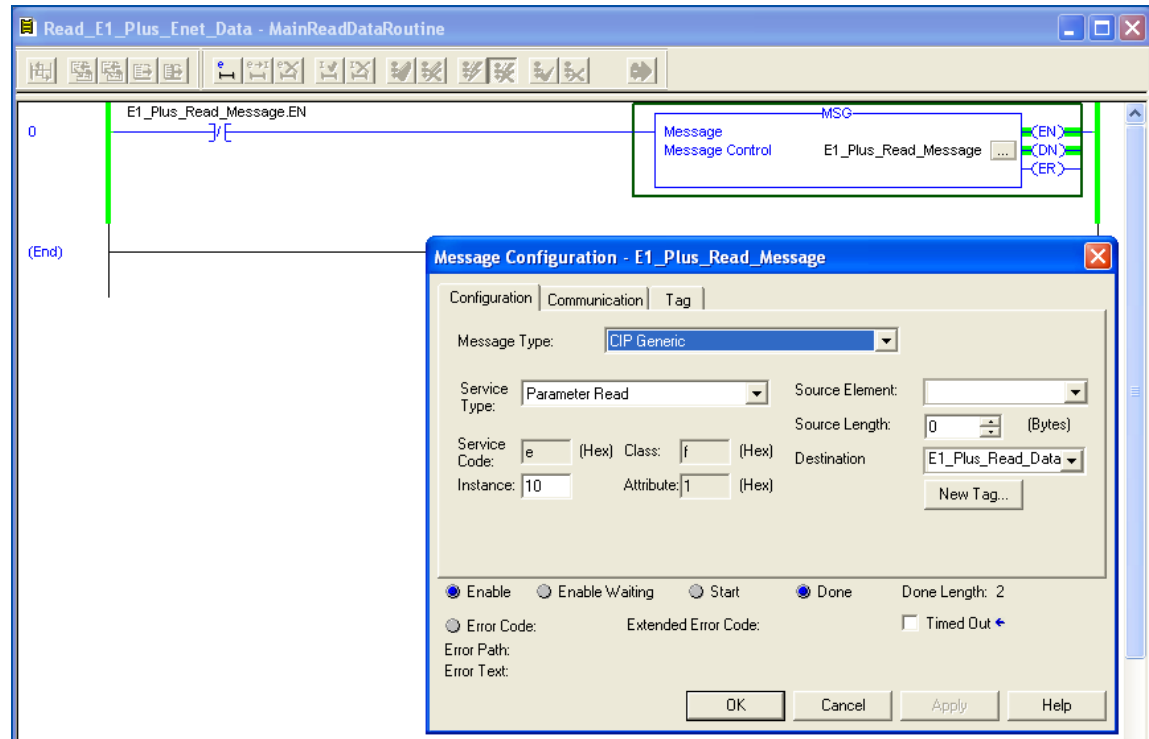 Read_E1_Plus_Enet_Data - MainReadDataRoutine
E1_Plus_Read_Message.EN
0
MSG
Message
Message Control E1_Plus_Read_Message ...
EN
DN
ER
(End)
Message Configuration - E1_Plus_Read_Message
Configuration Communication Tag
Message Type: CIP Generic
Service Type: Parameter Read
Source Element:
Source Length: 0 (Bytes)
Service Code: e (Hex) Class: f (Hex)
Destination E1_Plus_Read_Data
Instance: 10 Attribute: 1 (Hex)
New Tag...
Enable Enable Waiting Start Done Done Length: 2
Error Code: Extended Error Code: Timed Out
Error Path:
Error Text:
OK Cancel Apply Help